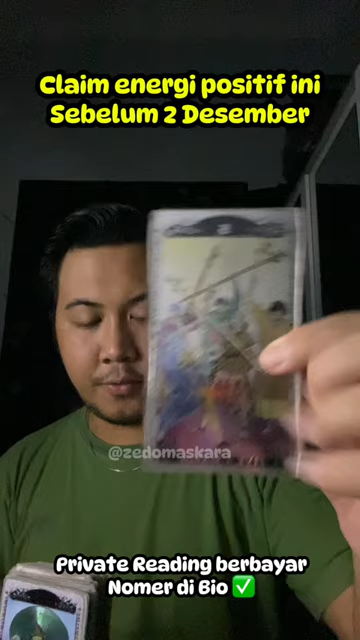 Claim energi positif ini
Sebelum 2 Desember
@zedomaskara
Private Reading berbayar
Nomer di Bio ✅